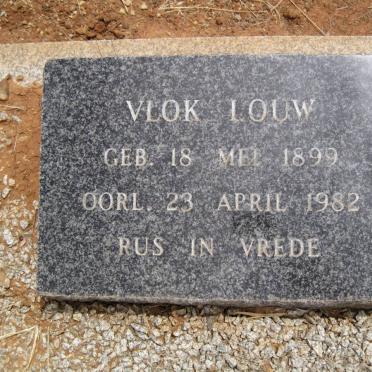 VLOK LOUW
GEB. 18 MEI 1899
OORL. 23 APRIL 1982
RUS IN VREDE